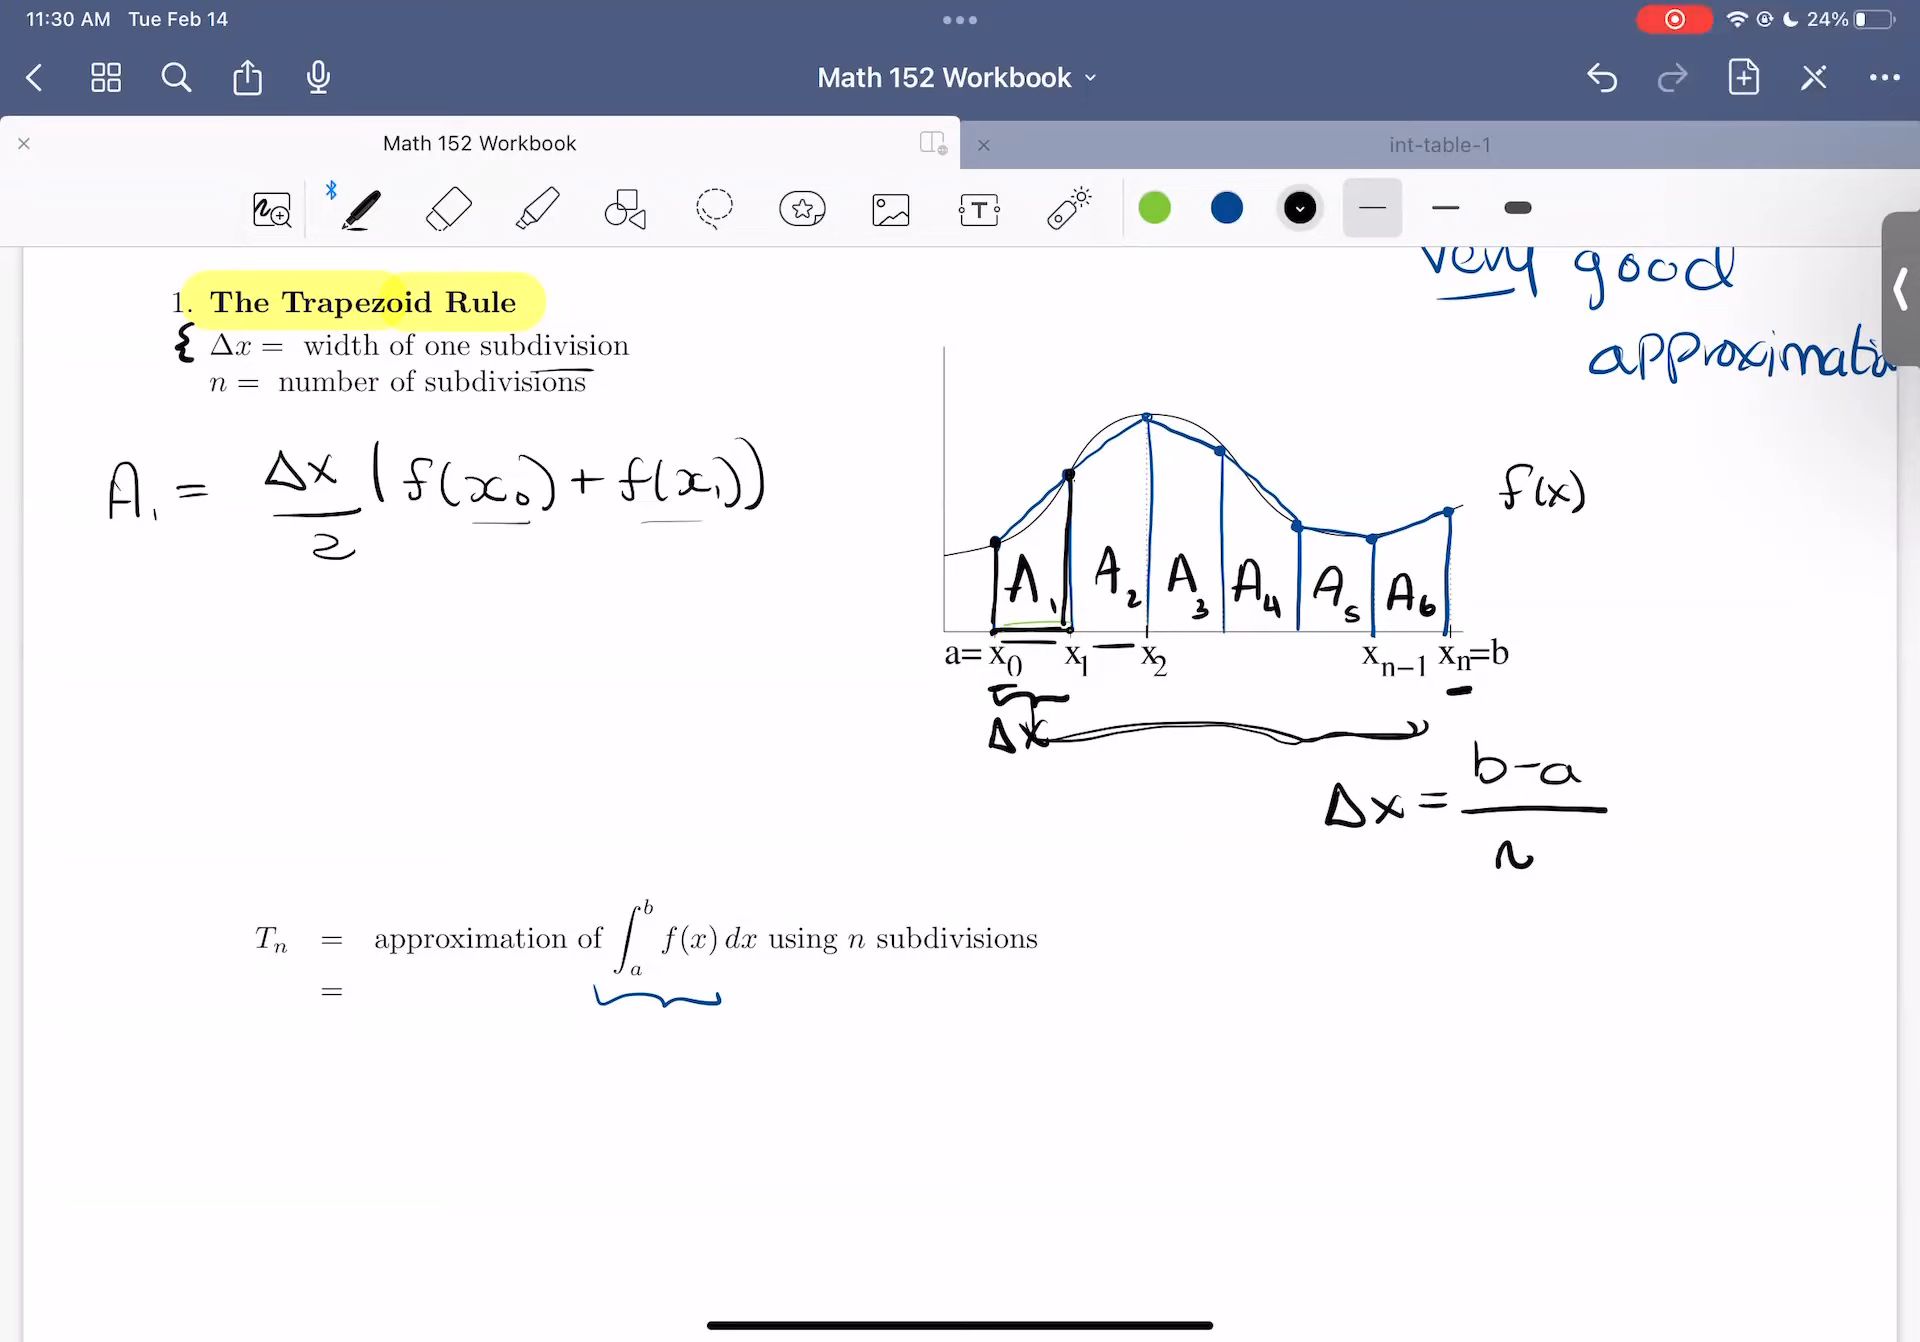 11:30 AM Tue Feb 14
24%
Math 152 Workbook
Math 152 Workbook
int-table-1
T
very good
approximatio
1. The Trapezoid Rule
{ Δx = width of one subdivision
n = number of subdivisions
A₁ = Δx/2 (f(x₀) + f(x₁))
f(x)
A₁ A₂ A₃ A₄ A₅ A₆
a=x₀ x₁ x₂ xₙ₋₁ xₙ=b
Δx
Δx = b-a/n
Tₙ = approximation of ∫ₐᵇ f(x) dx using n subdivisions
=